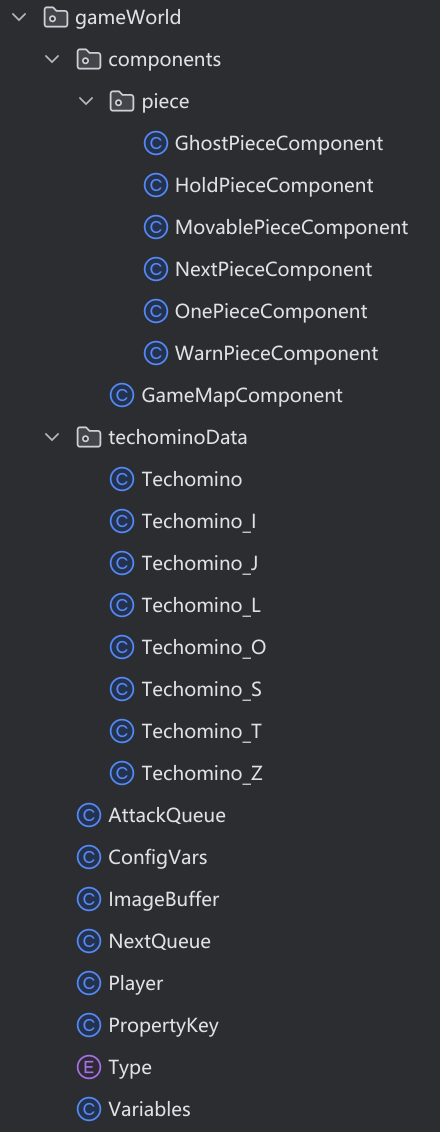 gameWorld
components
piece
C GhostPieceComponent
C HoldPieceComponent
C MovablePieceComponent
C NextPieceComponent
C OnePieceComponent
C WarnPieceComponent
C GameMapComponent
techominoData
C Techomino
C Techomino_I
C Techomino_J
C Techomino_L
C Techomino_O
C Techomino_S
C Techomino_T
C Techomino_Z
C AttackQueue
C ConfigVars
C ImageBuffer
C NextQueue
C Player
C PropertyKey
E Type
C Variables